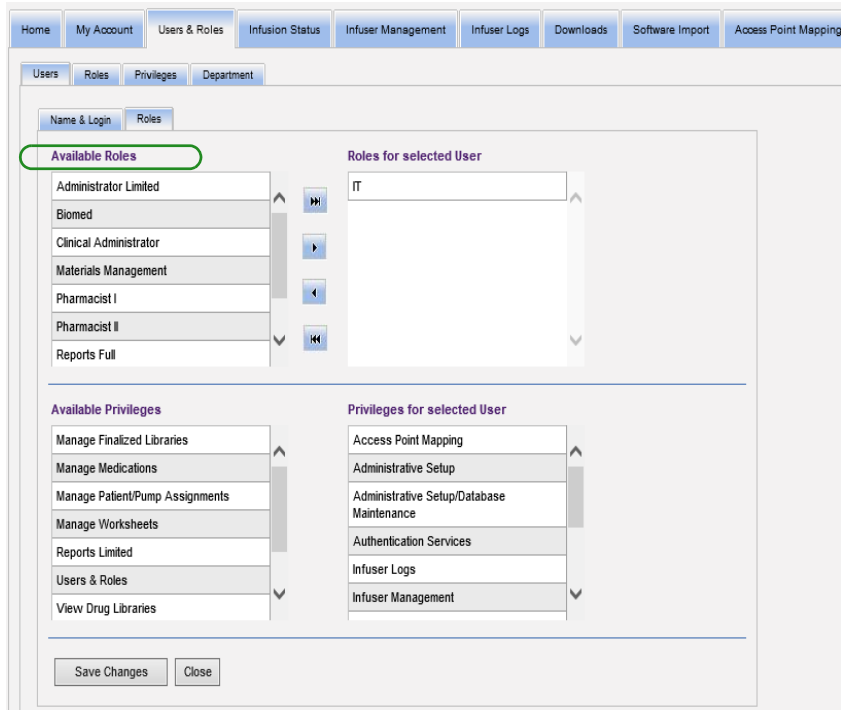 Home My Account Users & Roles Infusion Status Infuser Management Infuser Logs Downloads Software Import Access Point Mapping
Users Roles Privileges Department
Name & Login Roles
Available Roles
Administrator Limited
Biomed
Clinical Administrator
Materials Management
Pharmacist I
Pharmacist II
Reports Full
Roles for selected User
IT
Available Privileges
Manage Finalized Libraries
Manage Medications
Manage Patient/Pump Assignments
Manage Worksheets
Reports Limited
Users & Roles
View Drug Libraries
Privileges for selected User
Access Point Mapping
Administrative Setup
Administrative Setup/Database
Maintenance
Authentication Services
Infuser Logs
Infuser Management
Save Changes Close